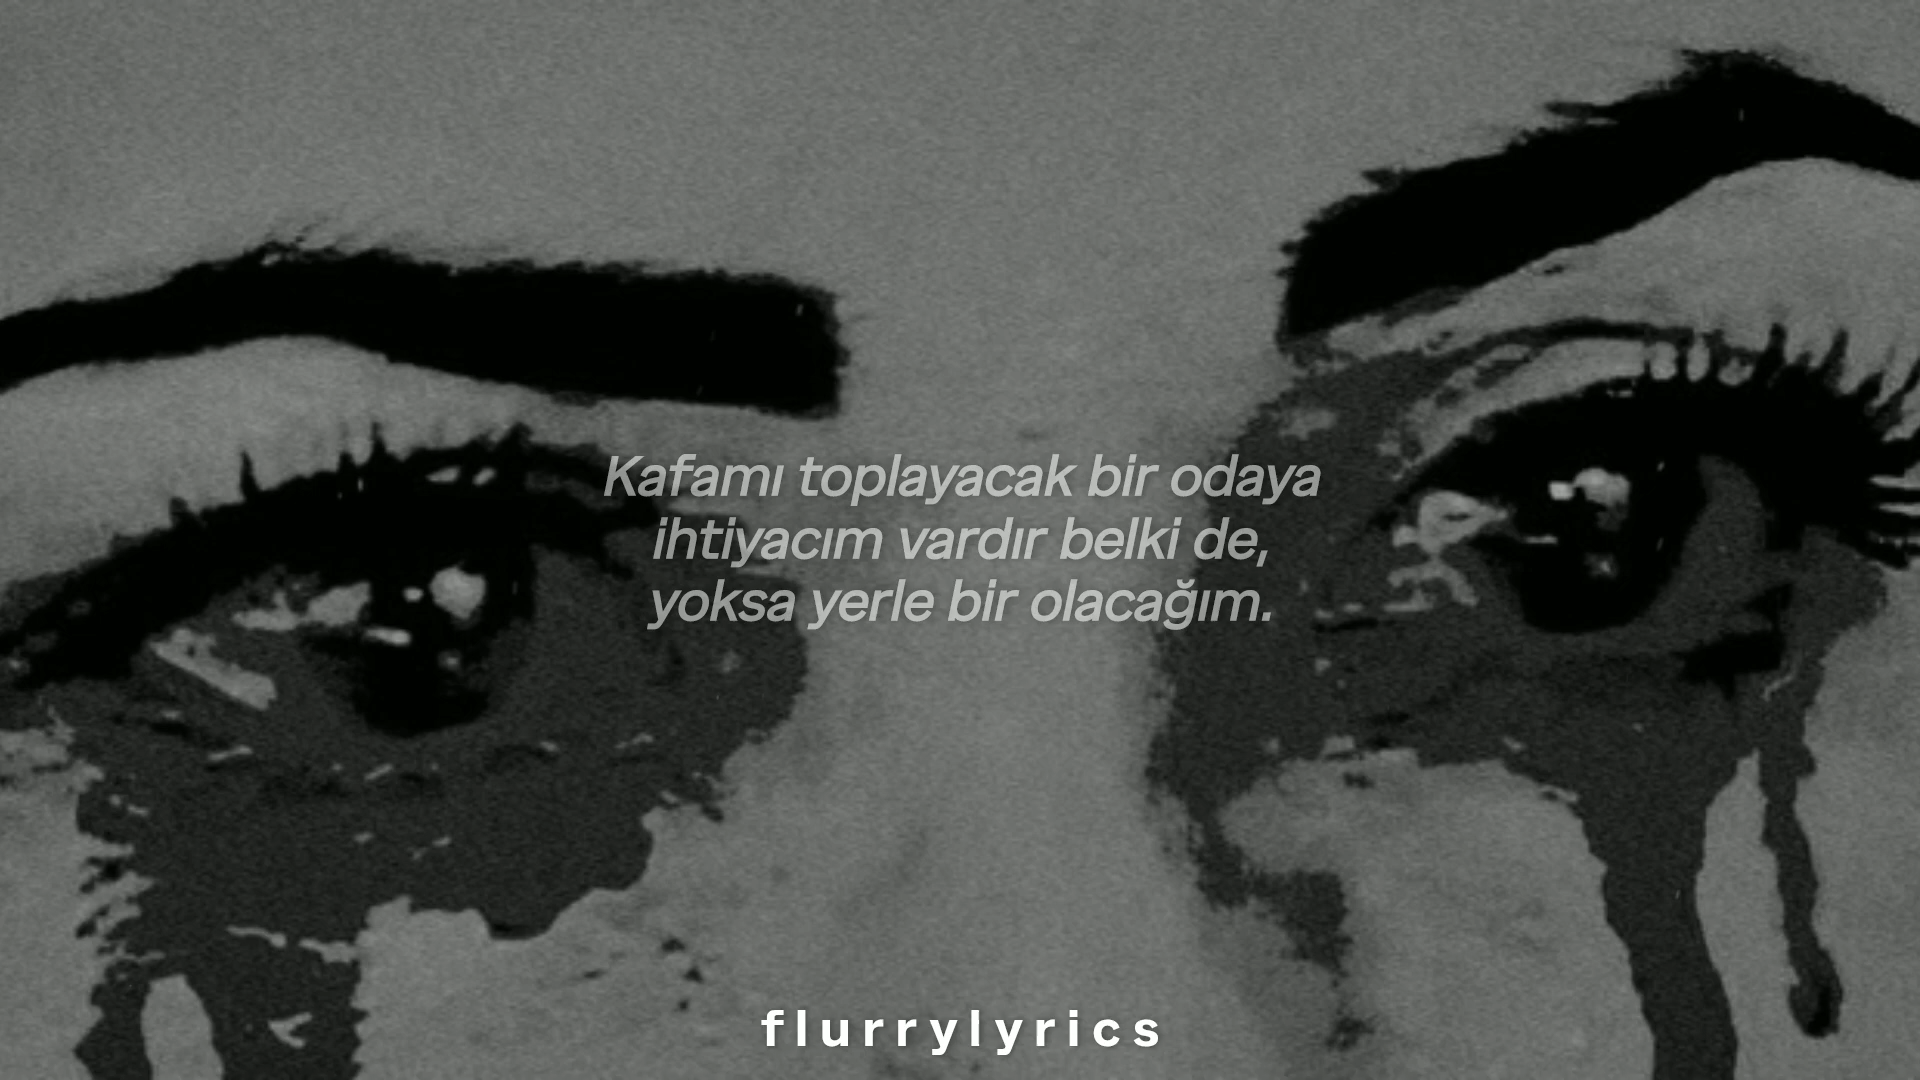 Kafamı toplayacak bir odaya
ihtiyacım vardır belki de,
yoksa yerle bir olacağım.
flurrylyrics